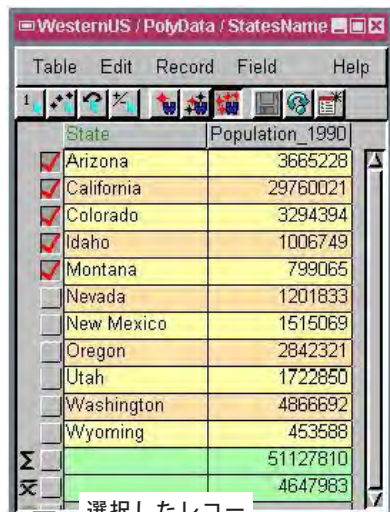 WesternUS / PolyData / StatesName
Table Edit Record Field Help
State Population_1990
Arizona 3665228
California 29760021
Colorado 3294394
Idaho 1006749
Montana 799065
Nevada 1201833
New Mexico 1515069
Oregon 2842321
Utah 1722850
Washington 4866692
Wyoming 453588
Σ 51127810
x̄ 4647983
選択したレコー